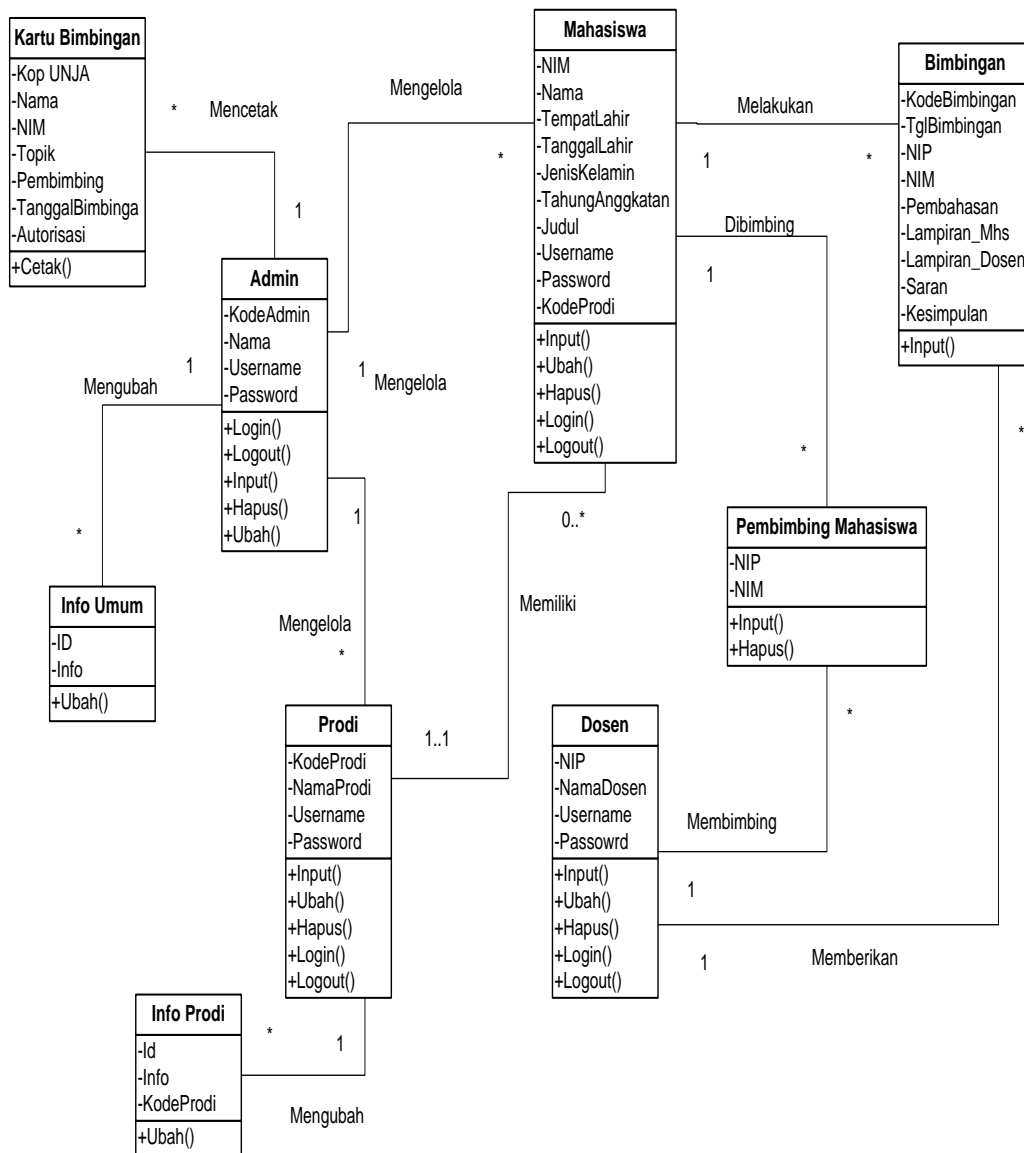 Kartu Bimbingan
-Kop UNJA
-Nama
-NIM
-Topik
-Pembimbing
-TanggalBimbinga
-Autorisasi
+Cetak()
*
Mencetak
1
Mengelola
*
1
Mengelola
Mahasiswa
-NIM
-Nama
-TempatLahir
-TanggalLahir
-JenisKelamin
-TahungAnggkatan
-Judul
-Username
-Password
-KodeProdi
+Input()
+Ubah()
+Hapus()
+Login()
+Logout()
Melakukan
1
*
Bimbingan
-KodeBimbingan
-TglBimbingan
-NIP
-NIM
-Pembahasan
-Lampiran_Mhs
-Lampiran_Dosen
-Saran
-Kesimpulan
+Input()
*
Dibimbing
1
*
Admin
-KodeAdmin
-Nama
-Username
-Password
+Login()
+Logout()
+Input()
+Hapus()
+Ubah()
1
Mengubah
*
Info Umum
-ID
-Info
+Ubah()
1
Mengelola
*
0..*
Memiliki
1..1
Pembimbing Mahasiswa
-NIP
-NIM
+Input()
+Hapus()
*
Prodi
-KodeProdi
-NamaProdi
-Username
-Password
+Input()
+Ubah()
+Hapus()
+Login()
+Logout()
Dosen
-NIP
-NamaDosen
-Username
-Passowrd
+Input()
+Ubah()
+Hapus()
+Login()
+Logout()
Membimbing
1
1
Memberikan
Info Prodi
-Id
-Info
-KodeProdi
+Ubah()
*
1
Mengubah